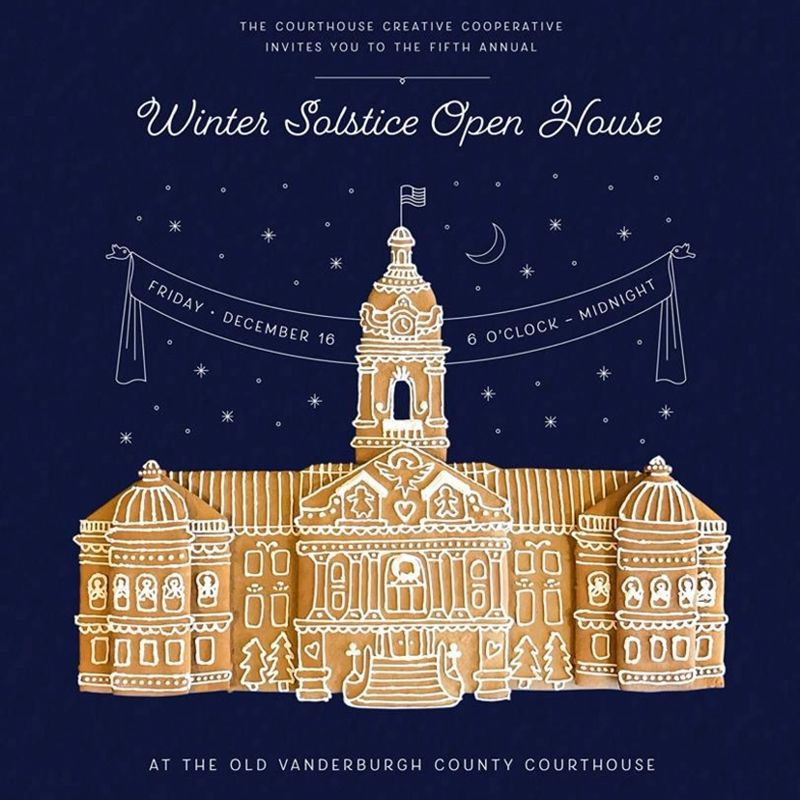 THE COURTHOUSE CREATIVE COOPERATIVE
INVITES YOU TO THE FIFTH ANNUAL
Winter Solstice Open House
FRIDAY · DECEMBER 16
6 O'CLOCK – MIDNIGHT
AT THE OLD VANDERBURGH COUNTY COURTHOUSE